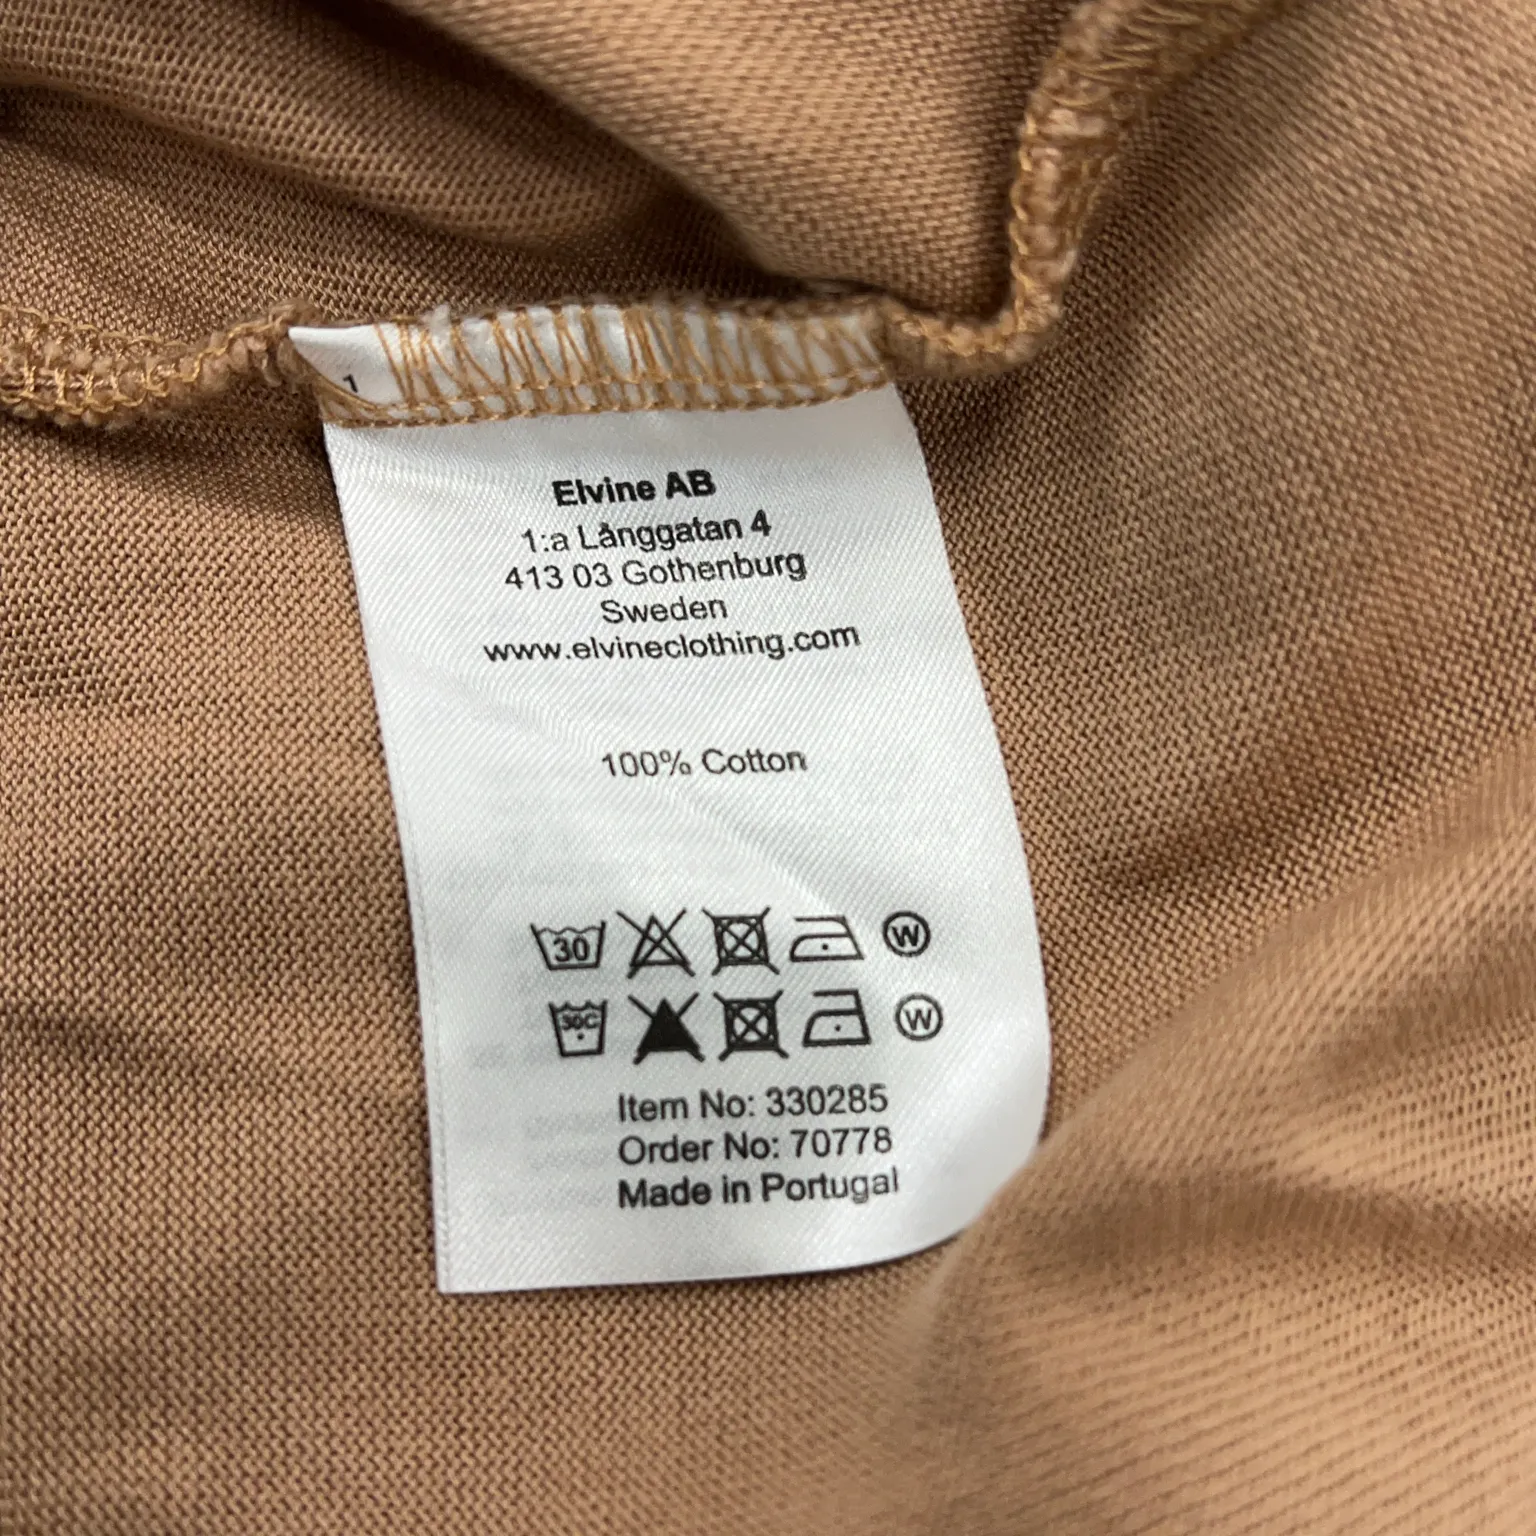 1
Elvine AB
1:a Långgatan 4
413 03 Gothenburg
Sweden
www.elvineclothing.com
100% Cotton
30 W
30C W
Item No: 330285
Order No: 70778
Made in Portugal